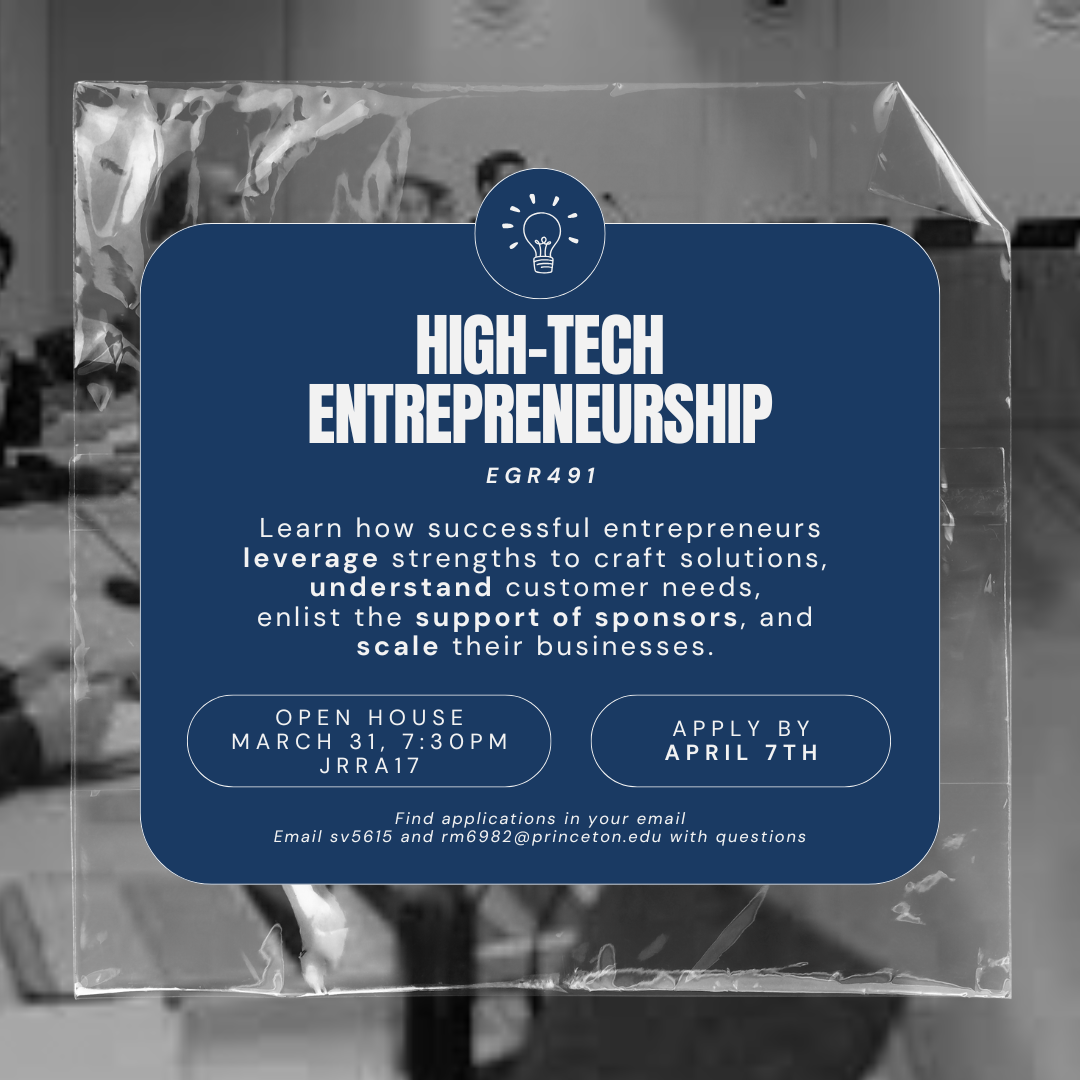 HIGH-TECH
ENTREPRENEURSHIP
EGR491
Learn how successful entrepreneurs
leverage strengths to craft solutions,
understand customer needs,
enlist the support of sponsors, and
scale their businesses.
OPEN HOUSE
MARCH 31, 7:30PM
JRRA17
APPLY BY
APRIL 7TH
Find applications in your email
Email sv5615 and rm6982@princeton.edu with questions